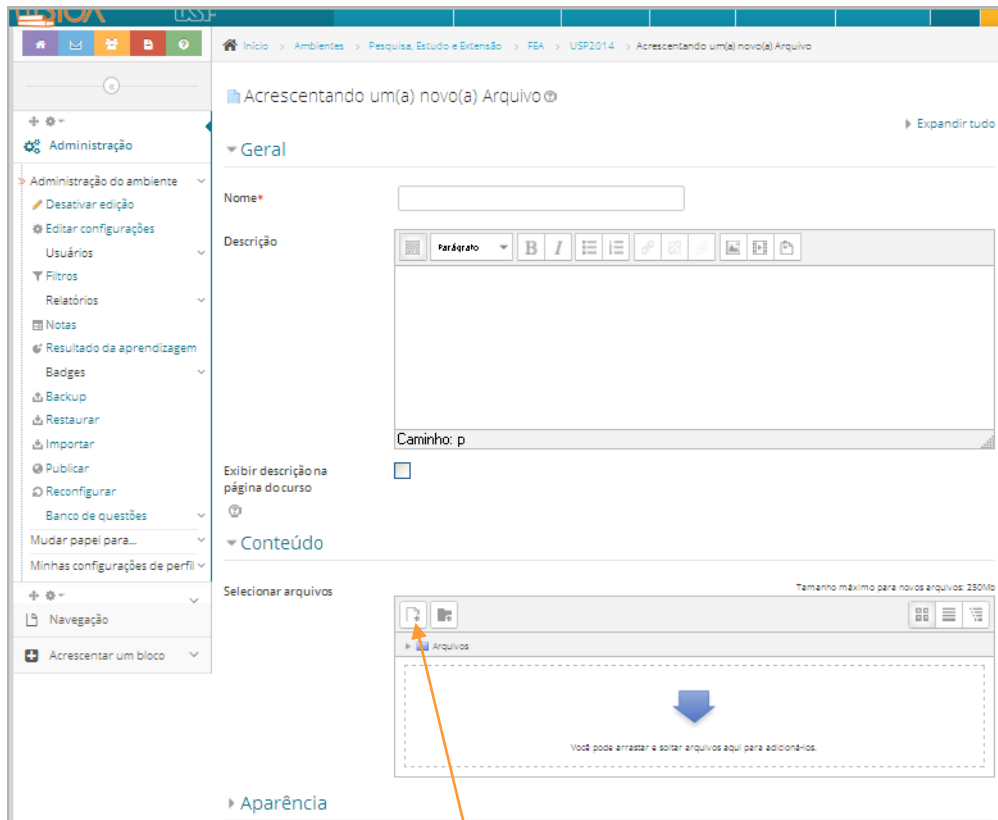 Início > Ambientes > Pesquisa, Estudo e Extensão > FEA > USP2014 > Acrescentando um(a) novo(a) Arquivo
Acrescentando um(a) novo(a) Arquivo
Expandir tudo
Administração
Administração do ambiente
Desativar edição
Editar configurações
Usuários
Filtros
Relatórios
Notas
Resultado da aprendizagem
Badges
Backup
Restaurar
Importar
Publicar
Reconfigurar
Banco de questões
Mudar papel para...
Minhas configurações de perfil
Navegação
Acrescentar um bloco
Geral
Nome*
Descrição
Parágrafo
B I
Caminho: p
Exibir descrição na
página do curso
Conteúdo
Selecionar arquivos
Tamanho máximo para novos arquivos: 250Mb
Arquivos
Você pode arrastar e soltar arquivos aqui para adicioná-los.
Aparência